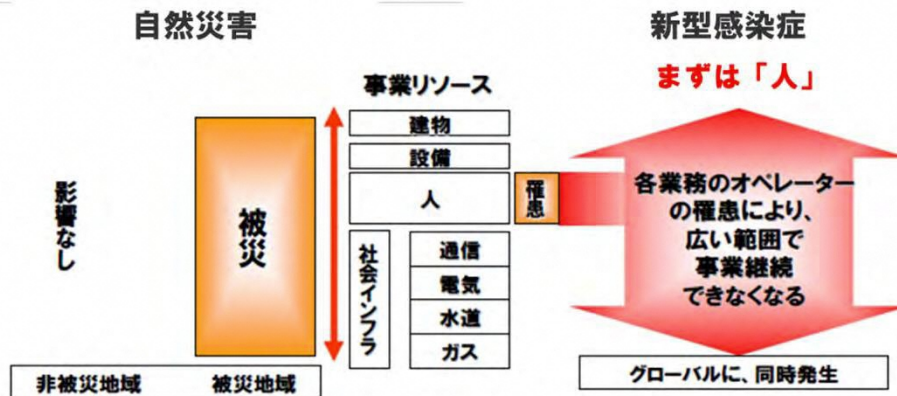 自然災害
新型感染症
まずは「人」
事業リソース
建物
設備
人
罹患
影響なし
被災
社会インフラ
通信
電気
水道
ガス
各業務のオペレーター
の罹患により、
広い範囲で
事業継続
できなくなる
非被災地域
被災地域
グローバルに、同時発生